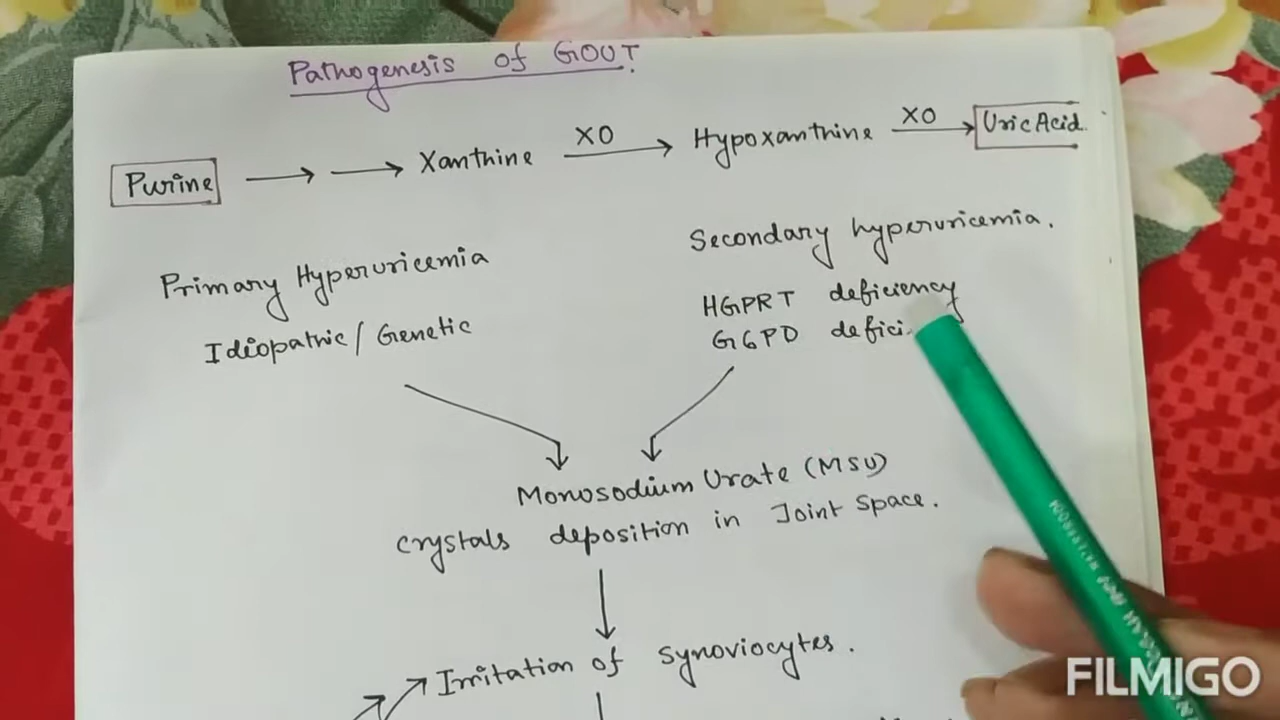 Pathogenesis of GOUT.
Purine → → Xanthine XO → Hypoxanthine XO → Uric Acid
Primary Hyperuricemia
Idiopathic/Genetic
Secondary hyperuricemia.
HGPRT deficiency
G6PD defici
Monosodium Urate (MSU)
crystals deposition in Joint Space.
Irritation of synoviocytes.
FILMIGO